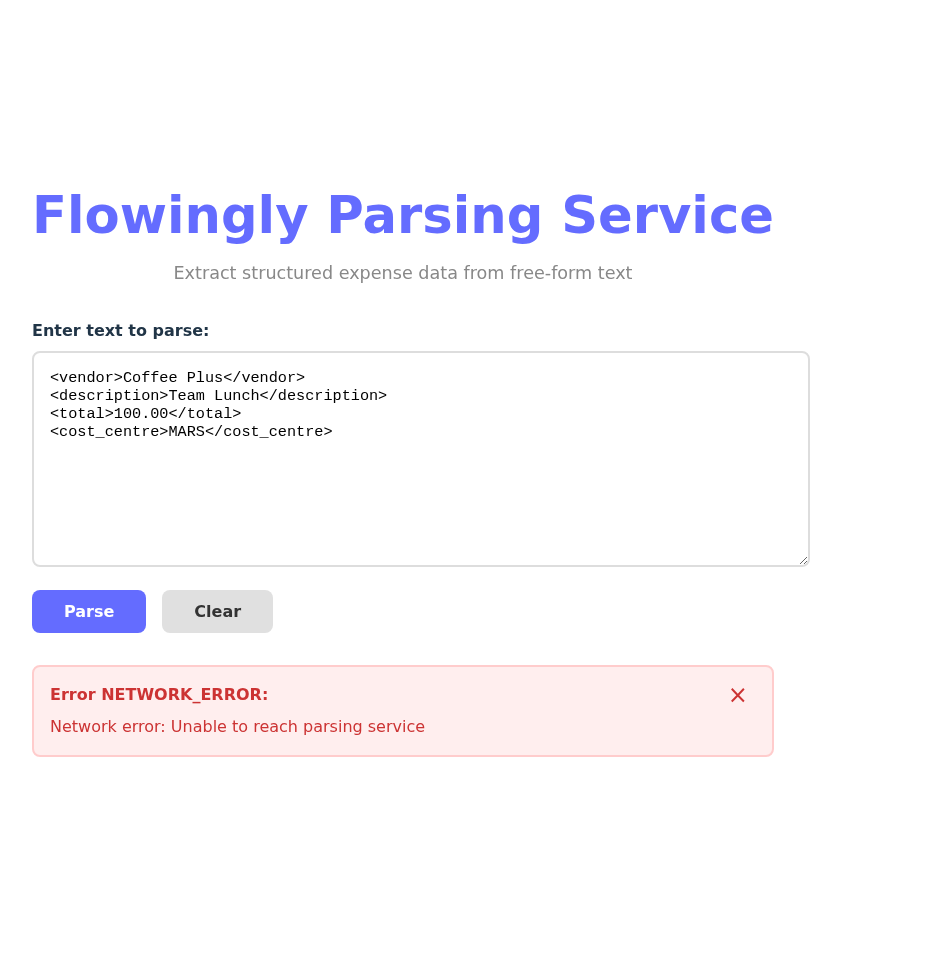 Flowingly Parsing Service
Extract structured expense data from free-form text
Enter text to parse:
<vendor>Coffee Plus</vendor>
<description>Team Lunch</description>
<total>100.00</total>
<cost_centre>MARS</cost_centre>
Parse Clear
Error NETWORK_ERROR:
Network error: Unable to reach parsing service